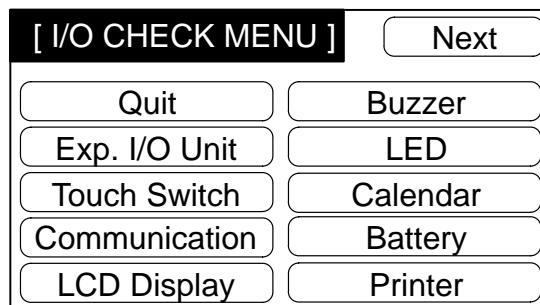 [ I/O CHECK MENU ] Next
Quit Buzzer
Exp. I/O Unit LED
Touch Switch Calendar
Communication Battery
LCD Display Printer